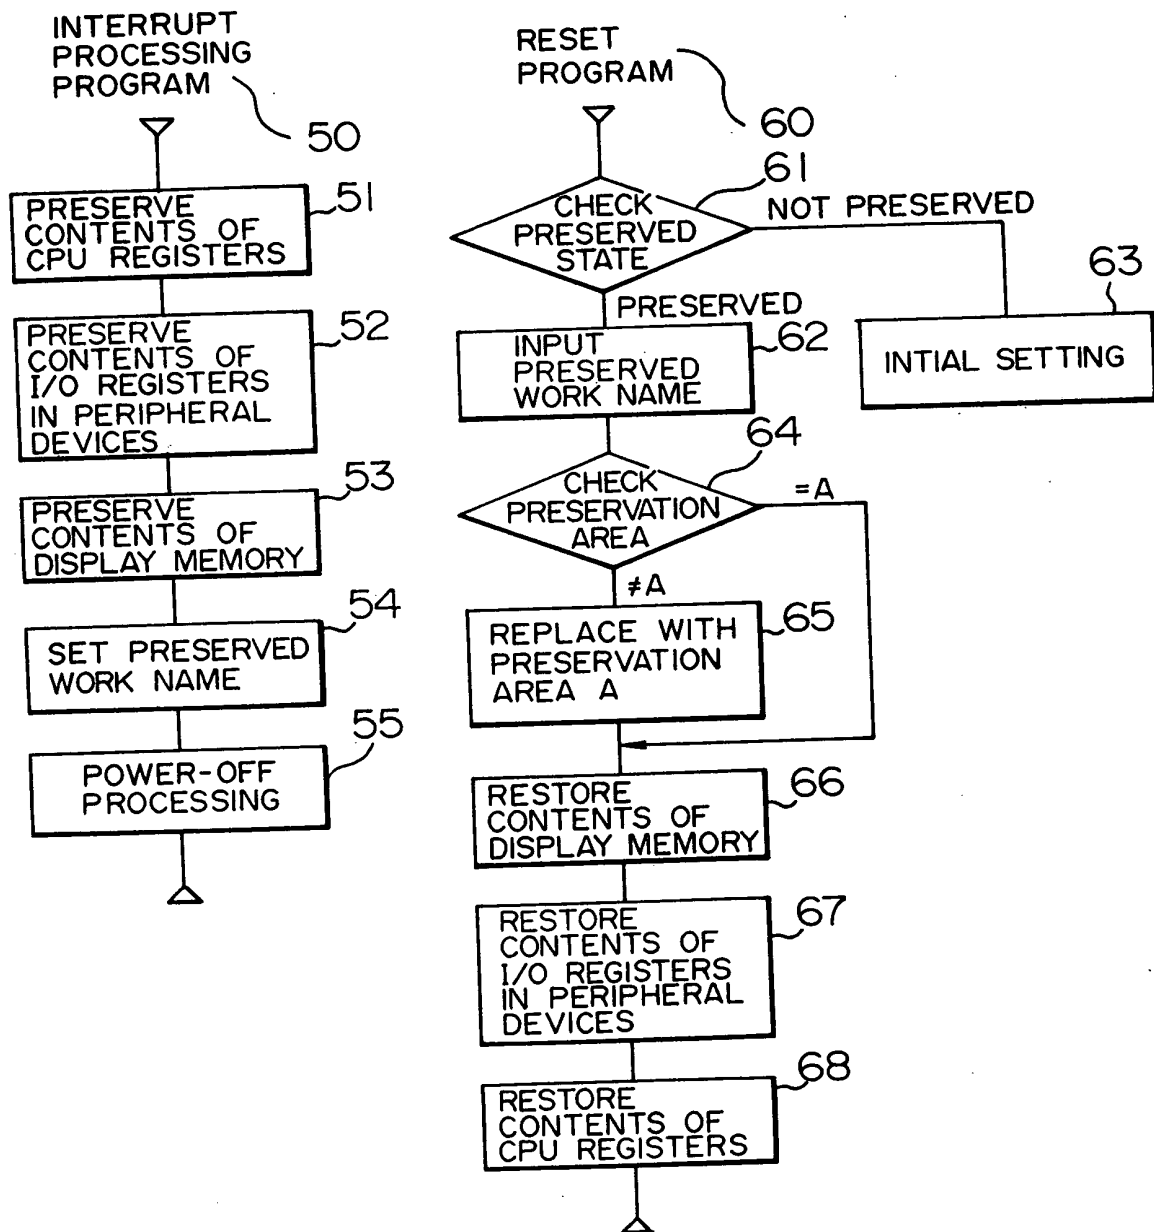 INTERRUPT
PROCESSING
PROGRAM
50
51
PRESERVE
CONTENTS OF
CPU REGISTERS
52
PRESERVE
CONTENTS OF
I/O REGISTERS
IN PERIPHERAL
DEVICES
53
PRESERVE
CONTENTS OF
DISPLAY MEMORY
54
SET PRESERVED
WORK NAME
55
POWER-OFF
PROCESSING
RESET
PROGRAM
60
61
CHECK
PRESERVED
STATE
NOT PRESERVED
PRESERVED
63
INTIAL SETTING
62
INPUT
PRESERVED
WORK NAME
64
CHECK
PRESERVATION
AREA
=A
≠A
65
REPLACE WITH
PRESERVATION
AREA A
66
RESTORE
CONTENTS OF
DISPLAY MEMORY
67
RESTORE
CONTENTS OF
I/O REGISTERS
IN PERIPHERAL
DEVICES
68
RESTORE
CONTENTS OF
CPU REGISTERS